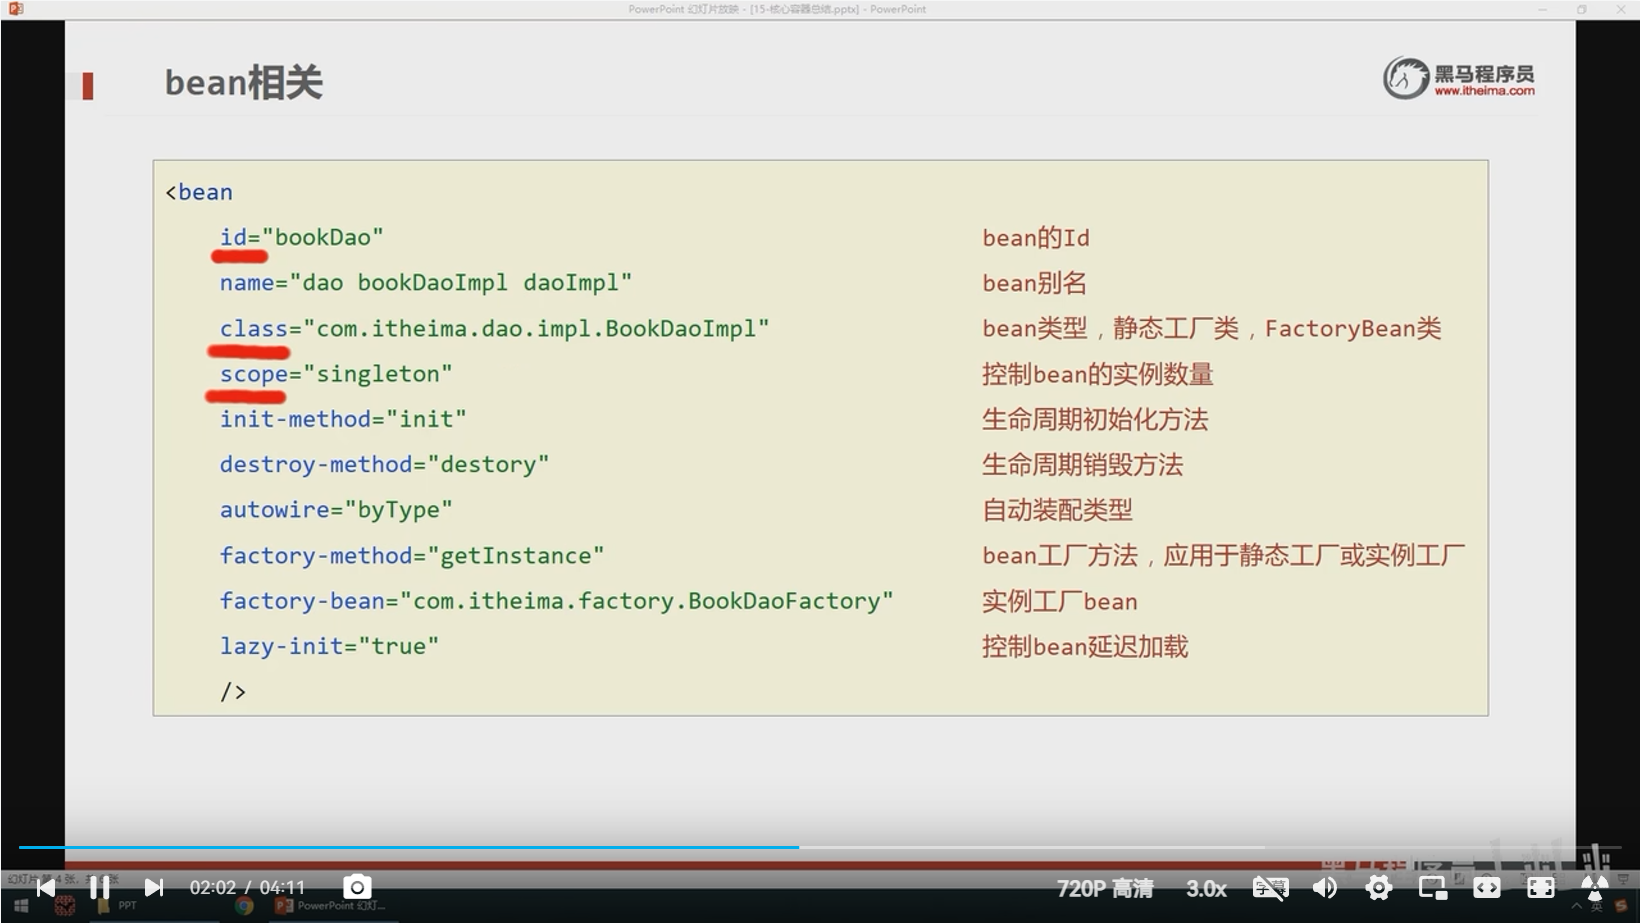 PowerPoint 幻灯片放映 - [15-核心容器总结.pptx] - PowerPoint
bean相关
黑马程序员
www.itheima.com
<bean
id="bookDao" bean的Id
name="dao bookDaoImpl daoImpl" bean别名
class="com.itheima.dao.impl.BookDaoImpl" bean类型，静态工厂类，FactoryBean类
scope="singleton" 控制bean的实例数量
init-method="init" 生命周期初始化方法
destroy-method="destory" 生命周期销毁方法
autowire="byType" 自动装配类型
factory-method="getInstance" bean工厂方法，应用于静态工厂或实例工厂
factory-bean="com.itheima.factory.BookDaoFactory" 实例工厂bean
lazy-init="true" 控制bean延迟加载
/>
02:02 / 04:11 720P 高清 3.0x 字幕
PPT PowerPoint 幻灯... 英